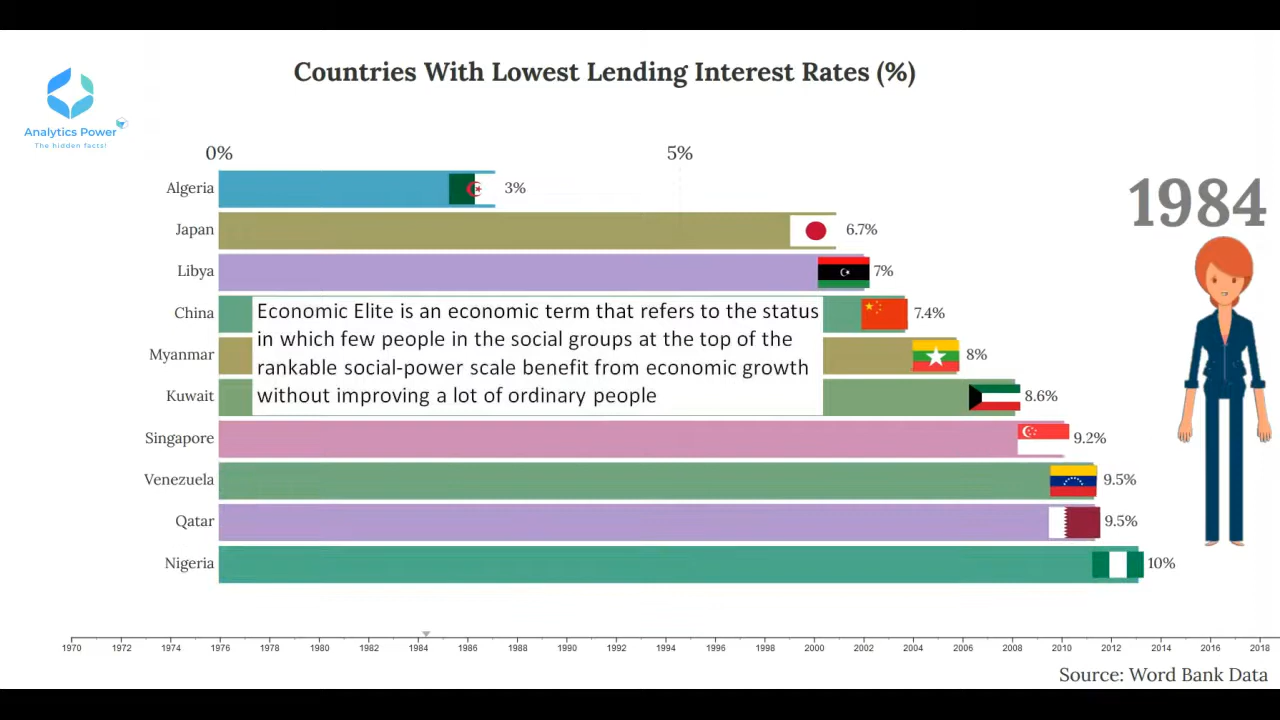 Countries With Lowest Lending Interest Rates (%)
Analytics Power
The hidden facts!
0% 5%
Algeria 3%
1984
Japan 6.7%
Libya 7%
China 7.4%
Economic Elite is an economic term that refers to the status
in which few people in the social groups at the top of the
rankable social-power scale benefit from economic growth
without improving a lot of ordinary people
Myanmar 8%
Kuwait 8.6%
Singapore 9.2%
Venezuela 9.5%
Qatar 9.5%
Nigeria 10%
1970 1972 1974 1976 1978 1980 1982 1984 1986 1988 1990 1992 1994 1996 1998 2000 2002 2004 2006 2008 2010 2012 2014 2016 2018
Source: Word Bank Data